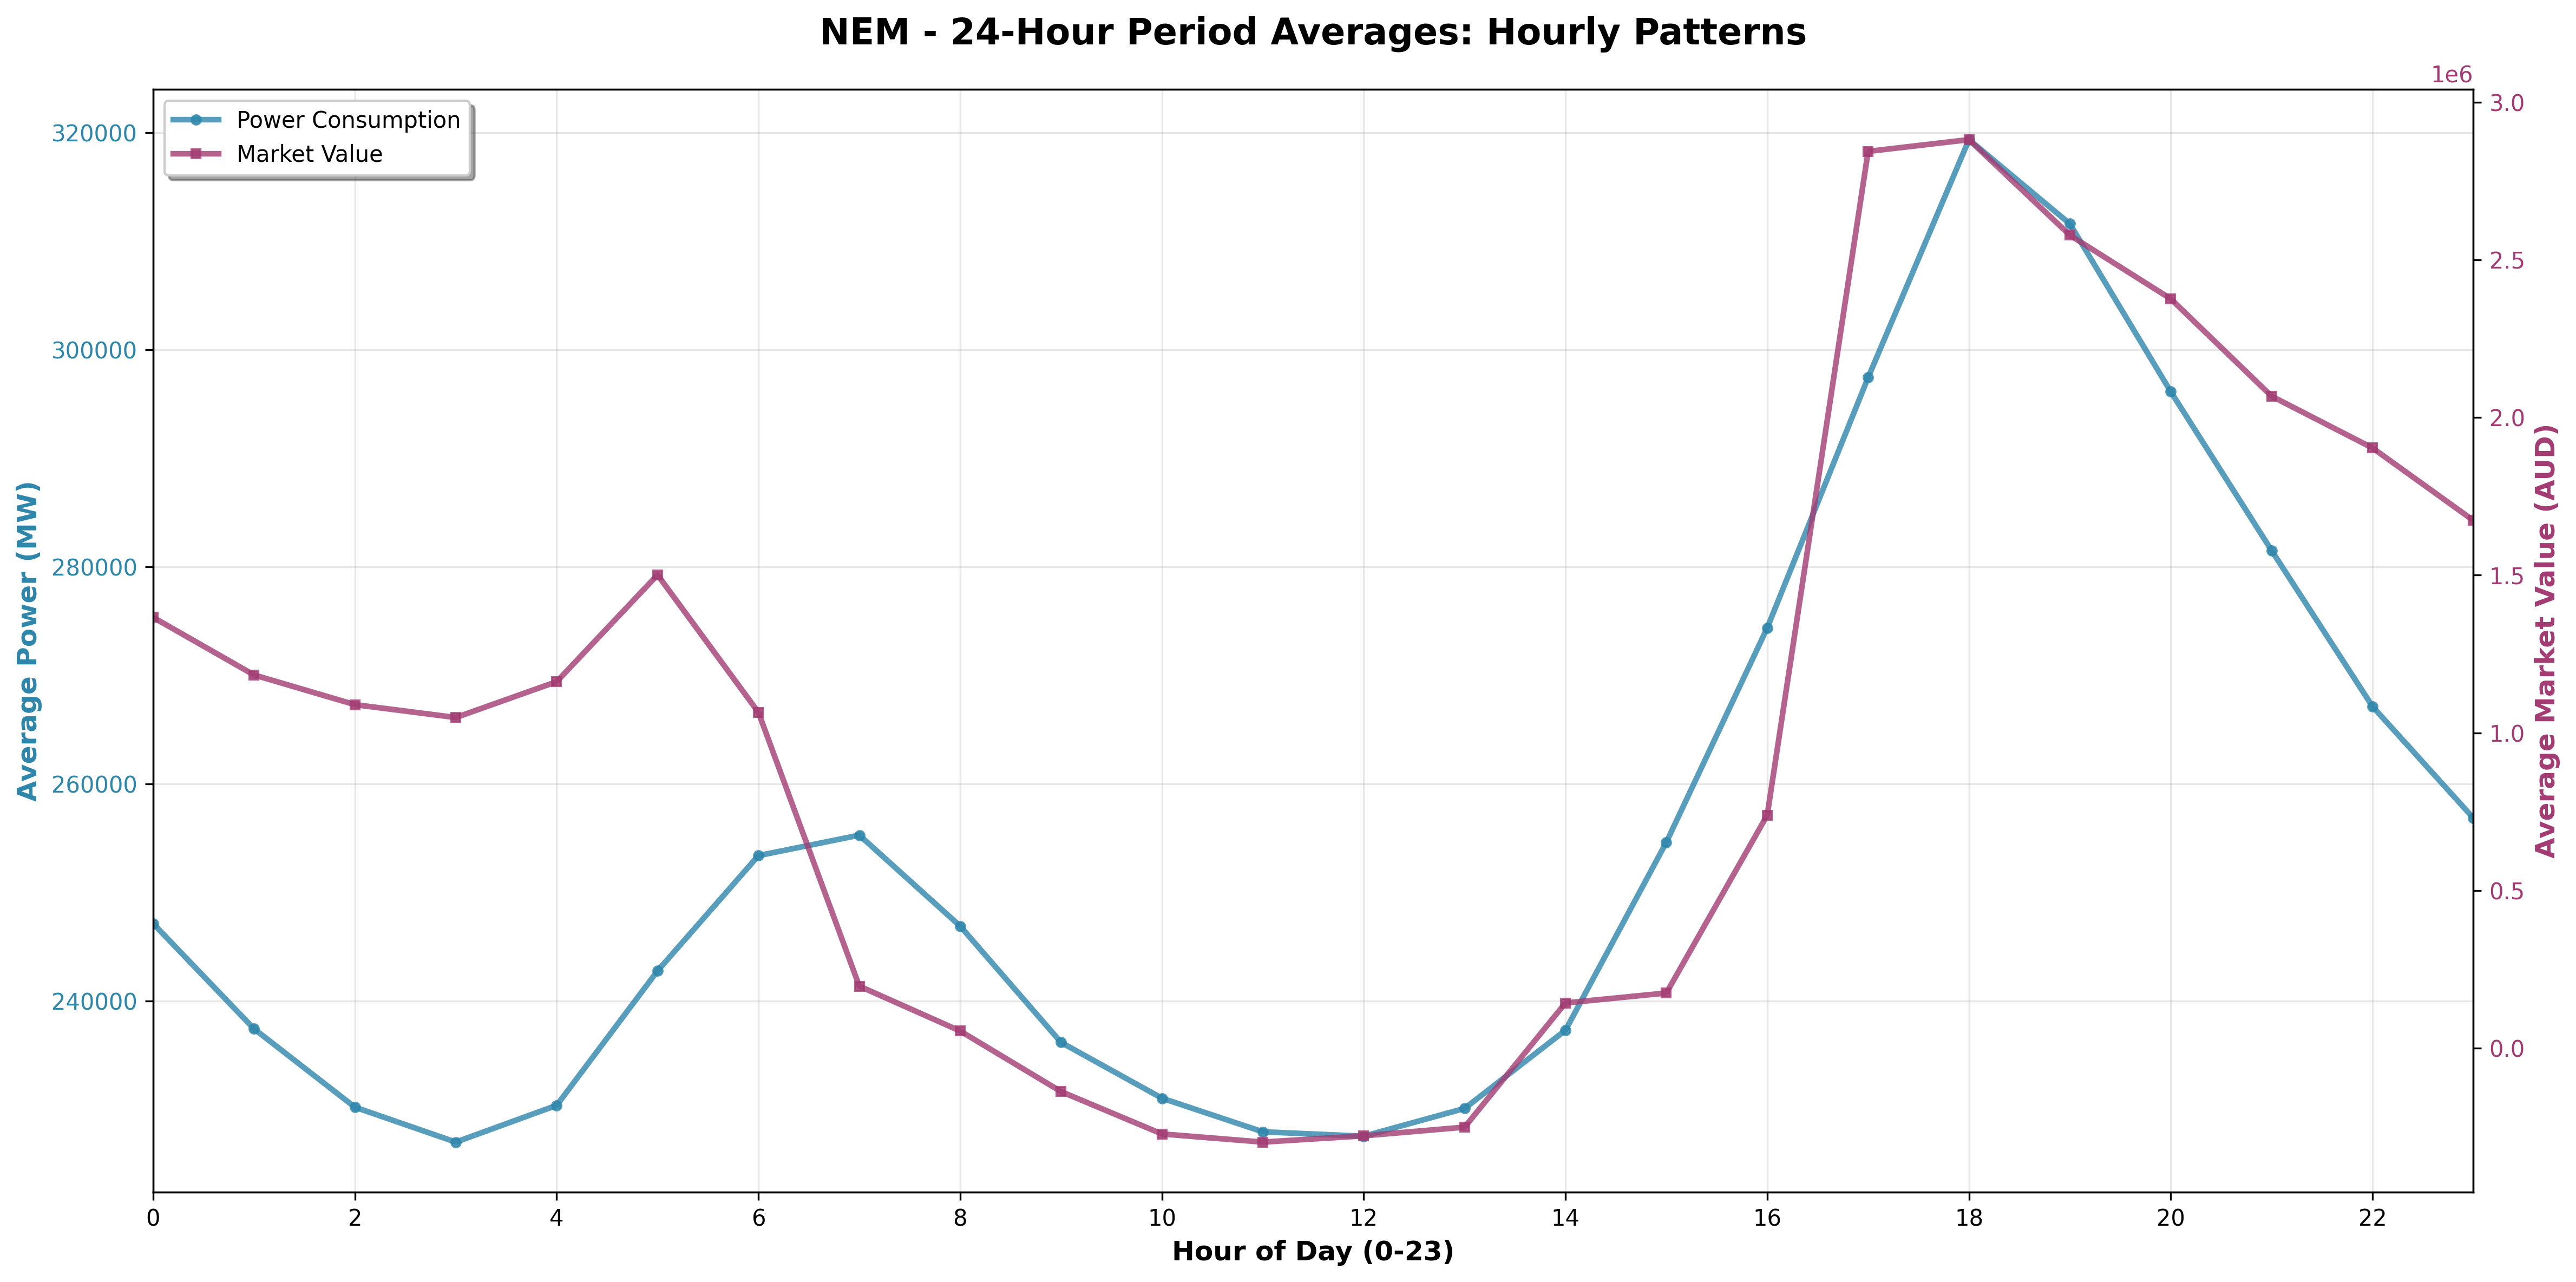 NEM - 24-Hour Period Averages: Hourly Patterns
1e6
Power Consumption
Market Value
320000
300000
280000
260000
240000
Average Power (MW)
3.0
2.5
2.0
1.5
1.0
0.5
0.0
Average Market Value (AUD)
0 2 4 6 8 10 12 14 16 18 20 22
Hour of Day (0-23)